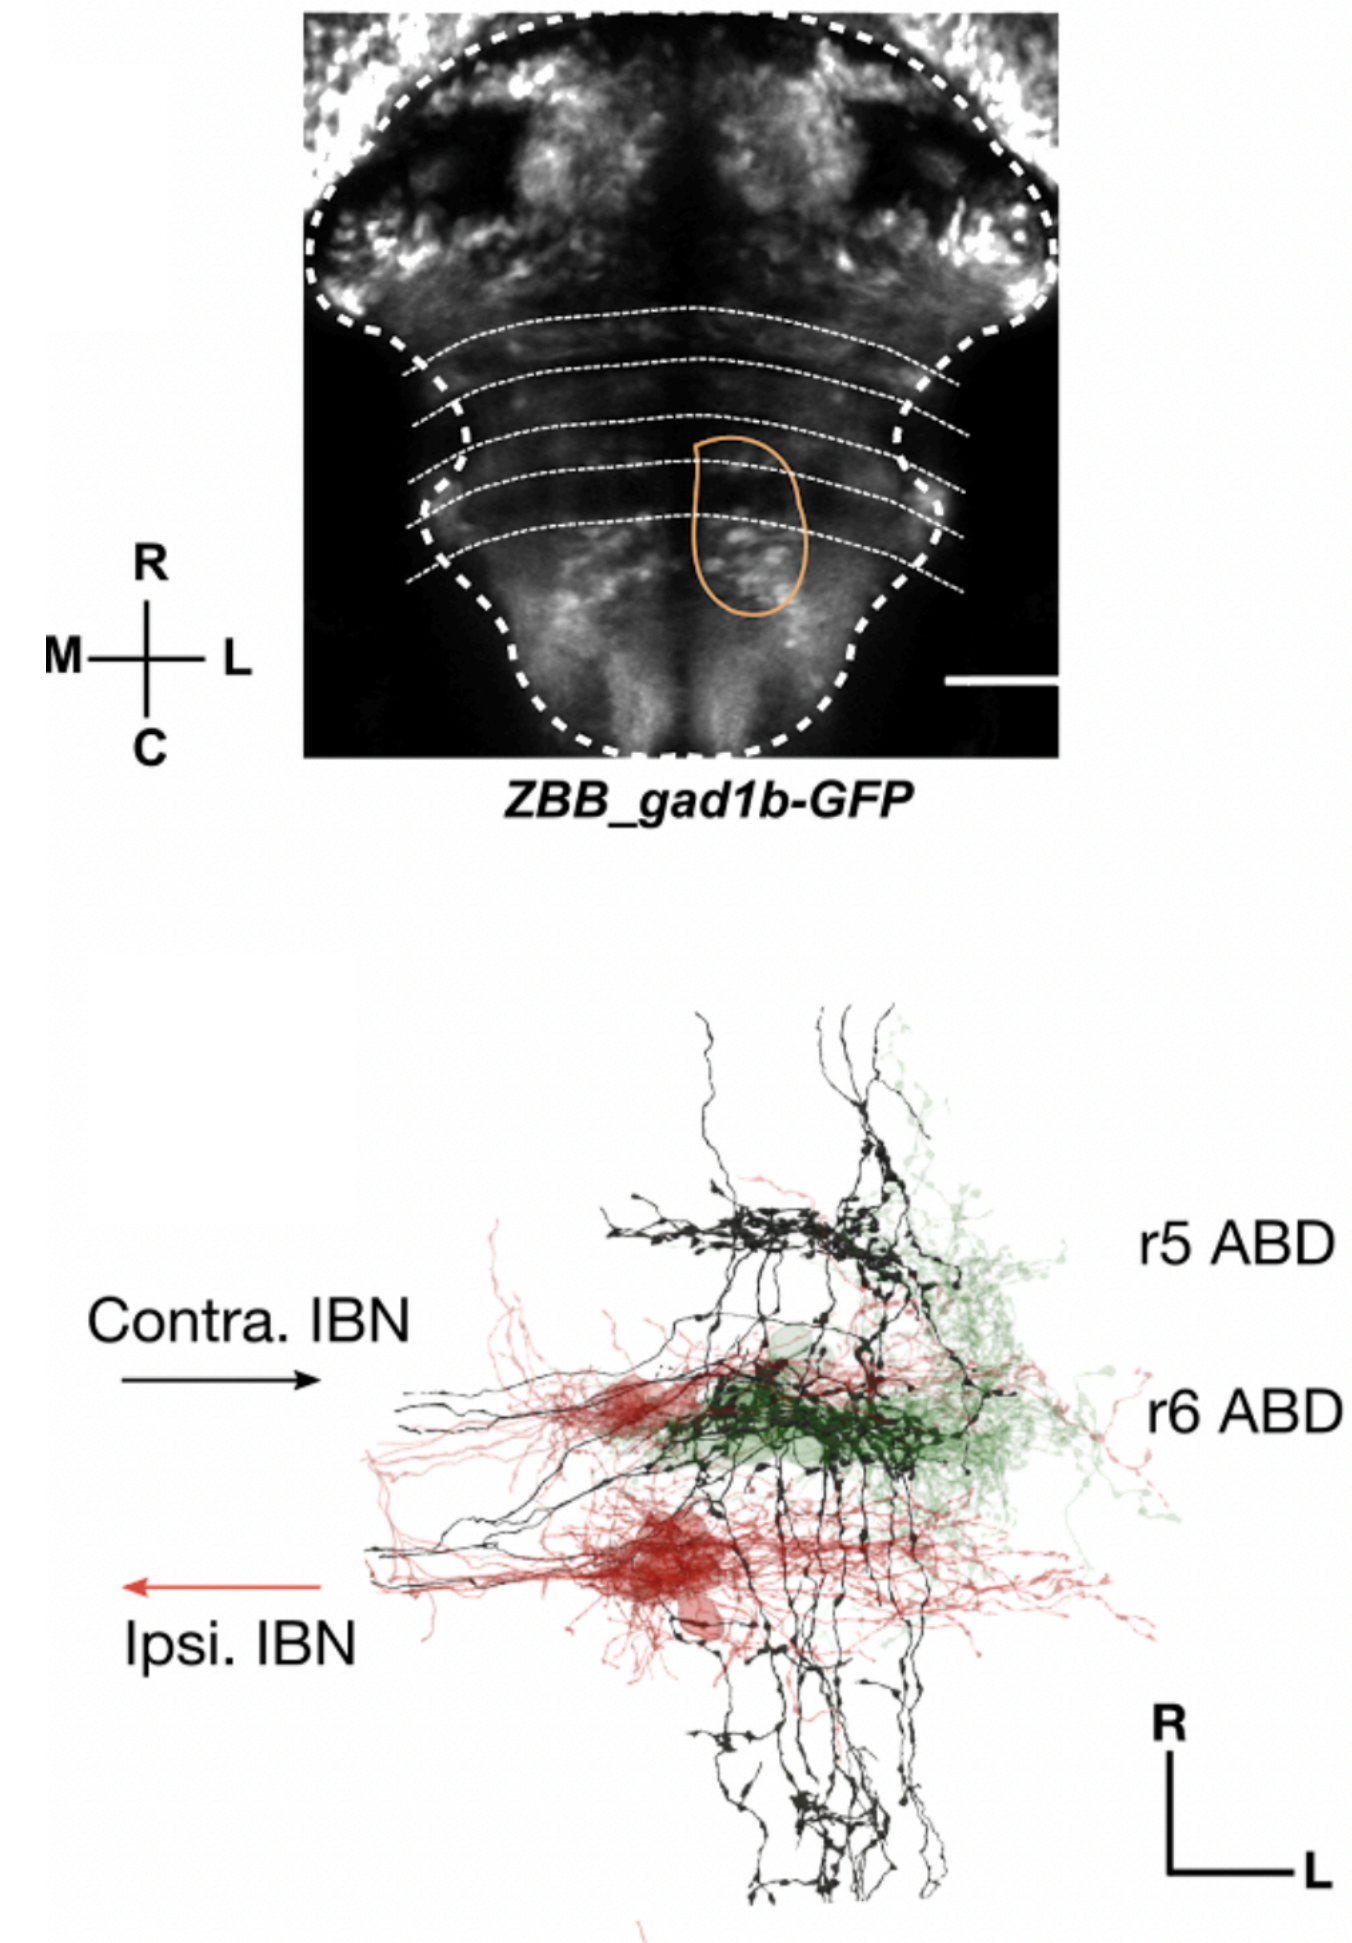 R
M
L
C
ZBB_gad1b-GFP
r5 ABD
Contra. IBN
r6 ABD
Ipsi. IBN
R
L